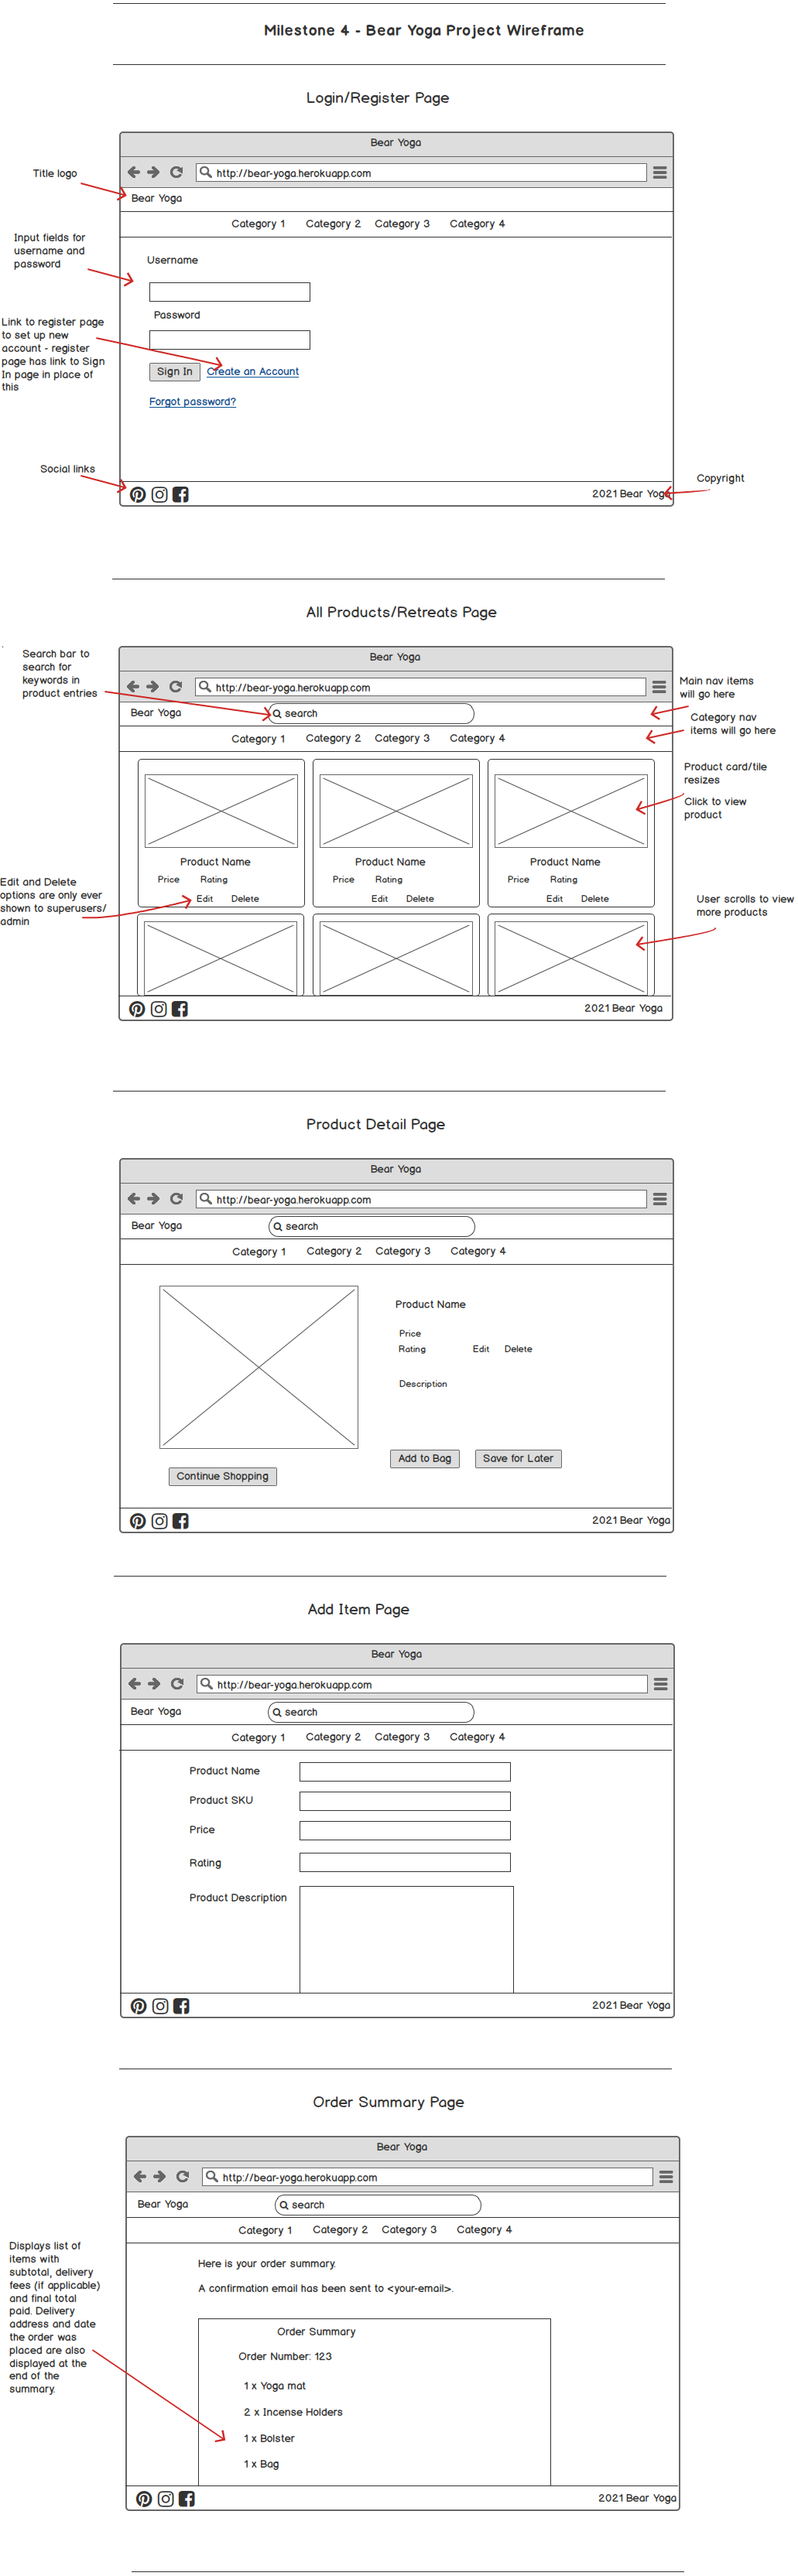 Milestone 4 - Bear Yoga Project Wireframe
Login/Register Page
Bear Yoga
http://bear-yoga.herokuapp.com
Title logo
Bear Yoga
Category 1 Category 2 Category 3 Category 4
Input fields for
username and
password
Username
Password
Link to register page
to set up new
account - register
page has link to Sign
In page in place of
this
Sign In Create an Account
Forgot password?
Social links
Copyright
2021 Bear Yoga
All Products/Retreats Page
Search bar to
search for
keywords in
product entries
Bear Yoga
http://bear-yoga.herokuapp.com
Main nav items
will go here
Bear Yoga search
Category nav
items will go here
Category 1 Category 2 Category 3 Category 4
Product card/tile
resizes
Click to view
product
Product Name Product Name Product Name
Price Rating Price Rating Price Rating
Edit Delete Edit Delete Edit Delete
Edit and Delete
options are only ever
shown to superusers/
admin
User scrolls to view
more products
2021 Bear Yoga
Product Detail Page
Bear Yoga
http://bear-yoga.herokuapp.com
Bear Yoga search
Category 1 Category 2 Category 3 Category 4
Product Name
Price
Rating Edit Delete
Description
Add to Bag Save for Later
Continue Shopping
2021 Bear Yoga
Add Item Page
Bear Yoga
http://bear-yoga.herokuapp.com
Bear Yoga search
Category 1 Category 2 Category 3 Category 4
Product Name
Product SKU
Price
Rating
Product Description
2021 Bear Yoga
Order Summary Page
Bear Yoga
http://bear-yoga.herokuapp.com
Bear Yoga search
Category 1 Category 2 Category 3 Category 4
Displays list of
items with
subtotal, delivery
fees (if applicable)
and final total
paid. Delivery
address and date
the order was
placed are also
displayed at the
end of the
summary.
Here is your order summary.
A confirmation email has been sent to <your-email>.
Order Summary
Order Number: 123
1 x Yoga mat
2 x Incense Holders
1 x Bolster
1 x Bag
2021 Bear Yoga